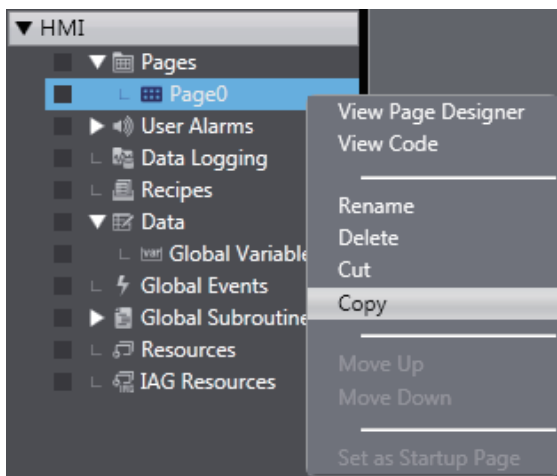 HMI
Pages
Page0
User Alarms
Data Logging
Recipes
Data
Global Variable
Global Events
Global Subroutine
Resources
IAG Resources
View Page Designer
View Code
Rename
Delete
Cut
Copy
Move Up
Move Down
Set as Startup Page